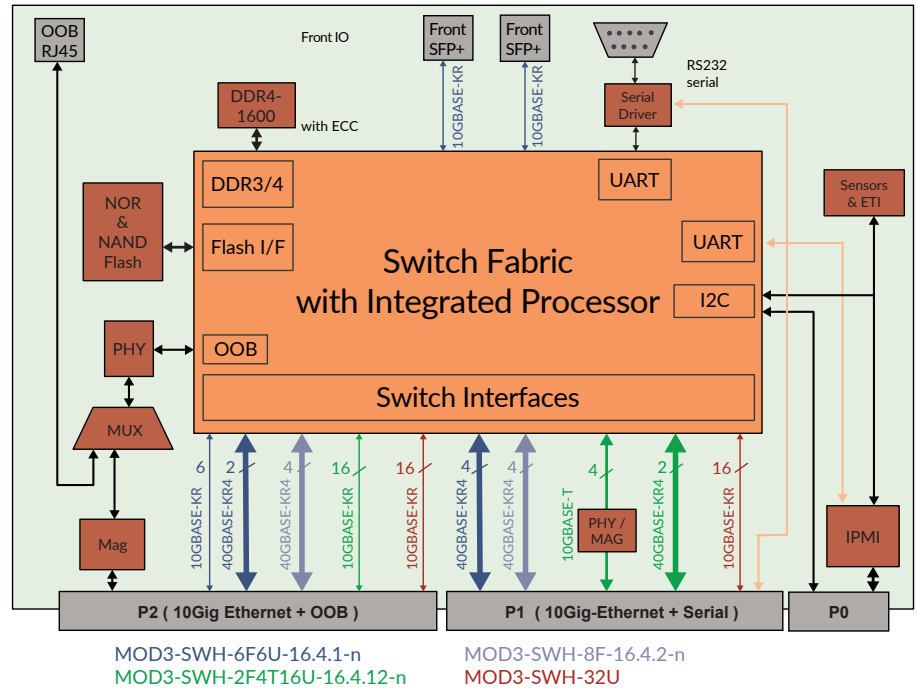 OOB
RJ45
Front IO
Front
SFP+
Front
SFP+
RS232
serial
DDR4-
1600
with ECC
10GBASE-KR
10GBASE-KR
Serial
Driver
NOR
&
NAND
Flash
DDR3/4
UART
Sensors
& ETI
Flash I/F
UART
Switch Fabric
with Integrated Processor
I2C
PHY
OOB
Switch Interfaces
MUX
6
10GBASE-KR
2
40GBASE-KR4
4
40GBASE-KR4
16
10GBASE-KR
16
10GBASE-KR
4
40GBASE-KR4
4
40GBASE-KR4
4
10GBASE-T
PHY /
MAG
2
40GBASE-KR4
16
10GBASE-KR
Mag
IPMI
P2 ( 10Gig Ethernet + OOB )
P1 ( 10Gig-Ethernet + Serial )
P0
MOD3-SWH-6F6U-16.4.1-n
MOD3-SWH-8F-16.4.2-n
MOD3-SWH-2F4T16U-16.4.12-n
MOD3-SWH-32U